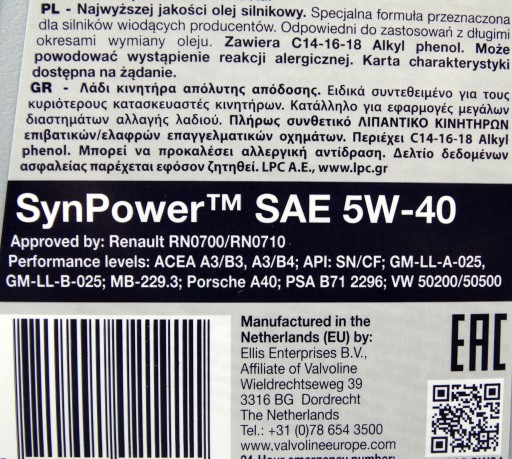 PL - Najwyższej jakości olej silnikowy. Specjalna formuła przeznaczona
dla silników wiodących producentów. Odpowiedni do zastosowań z długimi
okresami wymiany oleju. Zawiera C14-16-18 Alkyl phenol. Może
powodować wystąpienie reakcji alergicznej. Karta charakterystyki
dostępna na żądanie.
GR - Λάδι κινητήρα απόλυτης απόδοσης. Ειδικά συντεθειμένο για τους
κυριότερους κατασκευαστές κινητήρων. Κατάλληλο για εφαρμογές μεγάλων
διαστημάτων αλλαγής λαδιού. Πλήρως συνθετικό ΛΙΠΑΝΤΙΚΟ ΚΙΝΗΤΗΡΩΝ
επιβατικών/ελαφρών επαγγελματικών οχημάτων. Περιέχει C14-16-18 Alkyl
phenol. Μπορεί να προκαλέσει αλλεργική αντίδραση. Δελτίο δεδομένων
ασφαλείας παρέχεται εφόσον ζητηθεί. LPC A.E., www.lpc.gr
SynPower™ SAE 5W-40
Approved by: Renault RN0700/RN0710
Performance levels: ACEA A3/B3, A3/B4; API: SN/CF; GM-LL-A-025,
GM-LL-B-025; MB-229.3; Porsche A40; PSA B71 2296; VW 50200/50500
Manufactured in the
Netherlands (EU) by:
Ellis Enterprises B.V.,
Affiliate of Valvoline
Wieldrechtseweg 39
3316 BG Dordrecht
The Netherlands
Tel.: +31 (0)78 654 3500
www.valvolineeurope.com
EAC